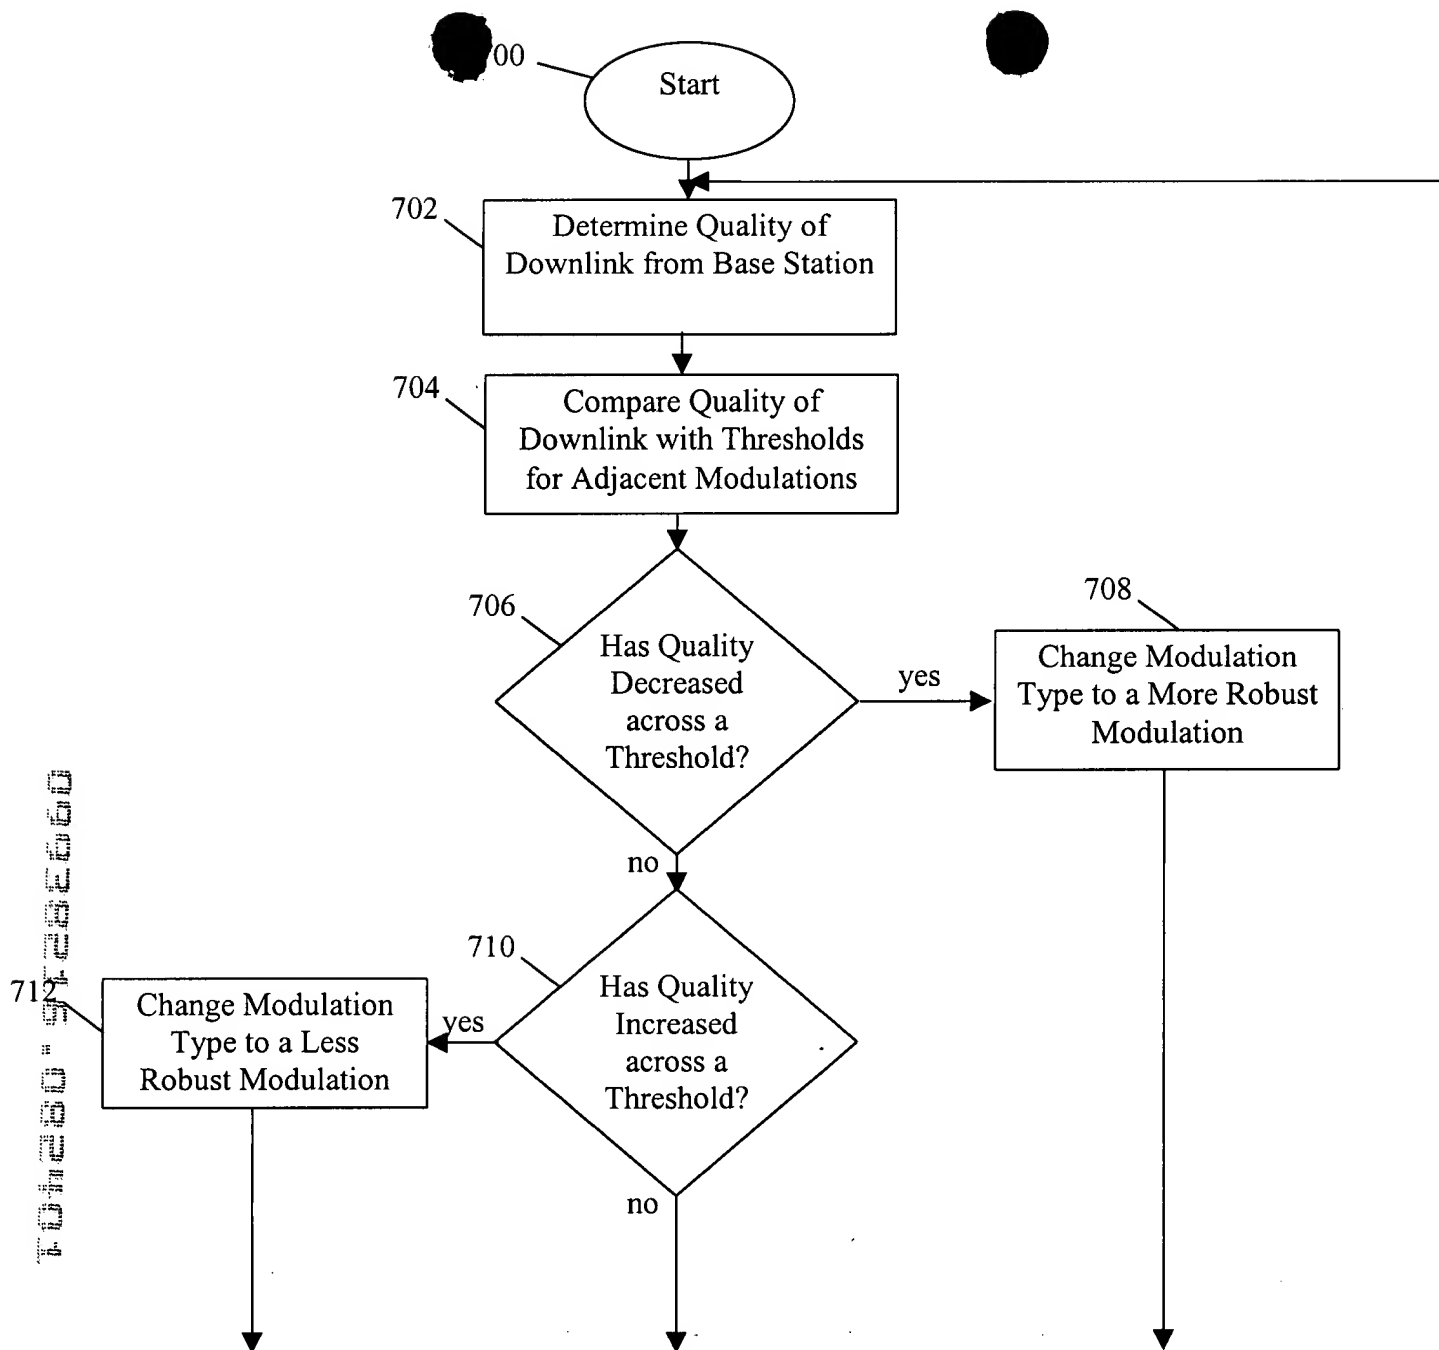 00
Start
702
Determine Quality of
Downlink from Base Station
704
Compare Quality of
Downlink with Thresholds
for Adjacent Modulations
706
Has Quality
Decreased
across a
Threshold?
yes
708
Change Modulation
Type to a More Robust
Modulation
no
710
Has Quality
Increased
across a
Threshold?
yes
712
Change Modulation
Type to a Less
Robust Modulation
no